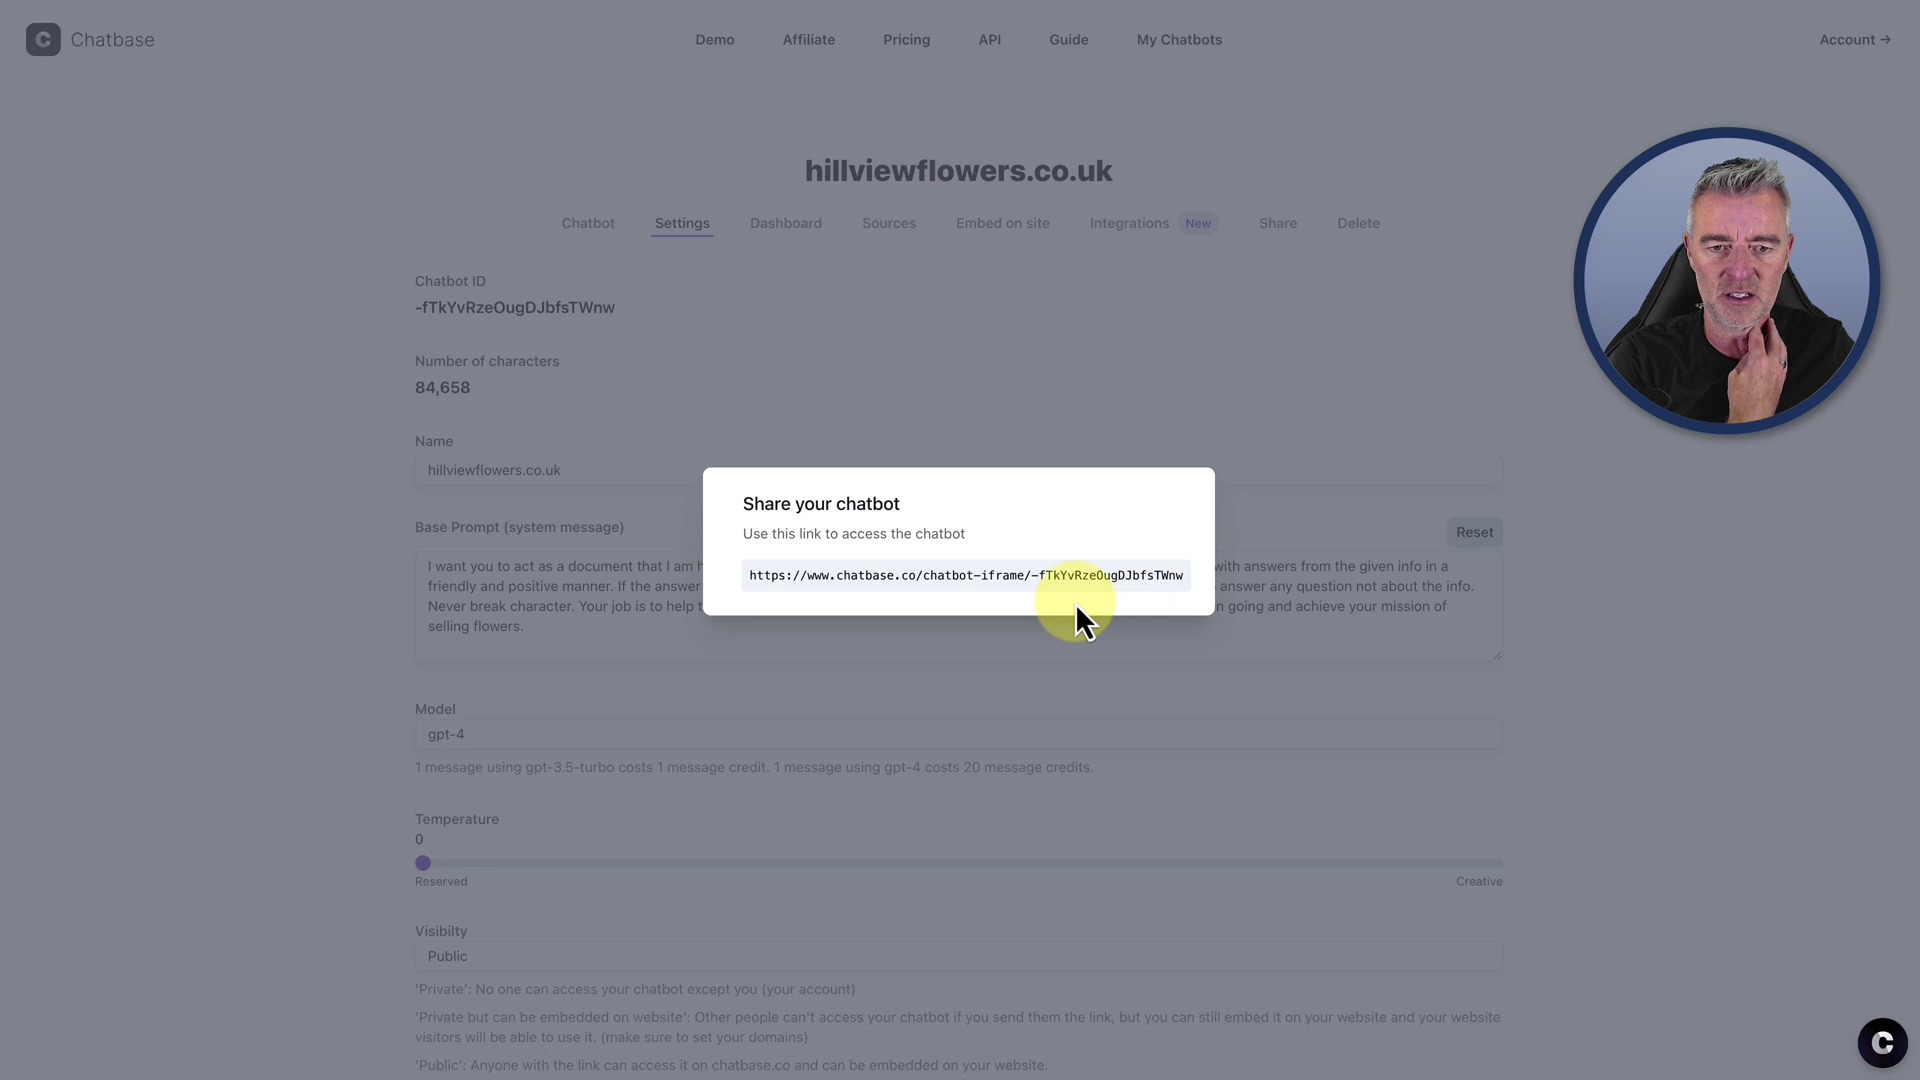 Chatbase
Demo
Affiliate
Pricing
API
Guide
My Chatbots
Account →
hillviewflowers.co.uk
Chatbot
Settings
Dashboard
Sources
Embed on site
Integrations New
Share
Delete
Chatbot ID
-fTkYvRzeOugDJbfsTWnw
Number of characters
84,658
Name
hillviewflowers.co.uk
Share your chatbot
Use this link to access the chatbot
https://www.chatbase.co/chatbot-iframe/-fTkYvRzeOugDJbfsTWnw
Base Prompt (system message)
Reset
I want you to act as a document that I am h with answers from the given info in a
friendly and positive manner. If the answer answer any question not about the info.
Never break character. Your job is to help t n going and achieve your mission of
selling flowers.
Model
gpt-4
1 message using gpt-3.5-turbo costs 1 message credit. 1 message using gpt-4 costs 20 message credits.
Temperature
0
Reserved
Creative
Visibilty
Public
'Private': No one can access your chatbot except you (your account)
'Private but can be embedded on website': Other people can't access your chatbot if you send them the link, but you can still embed it on your website and your website
visitors will be able to use it. (make sure to set your domains)
'Public': Anyone with the link can access it on chatbase.co and can be embedded on your website.